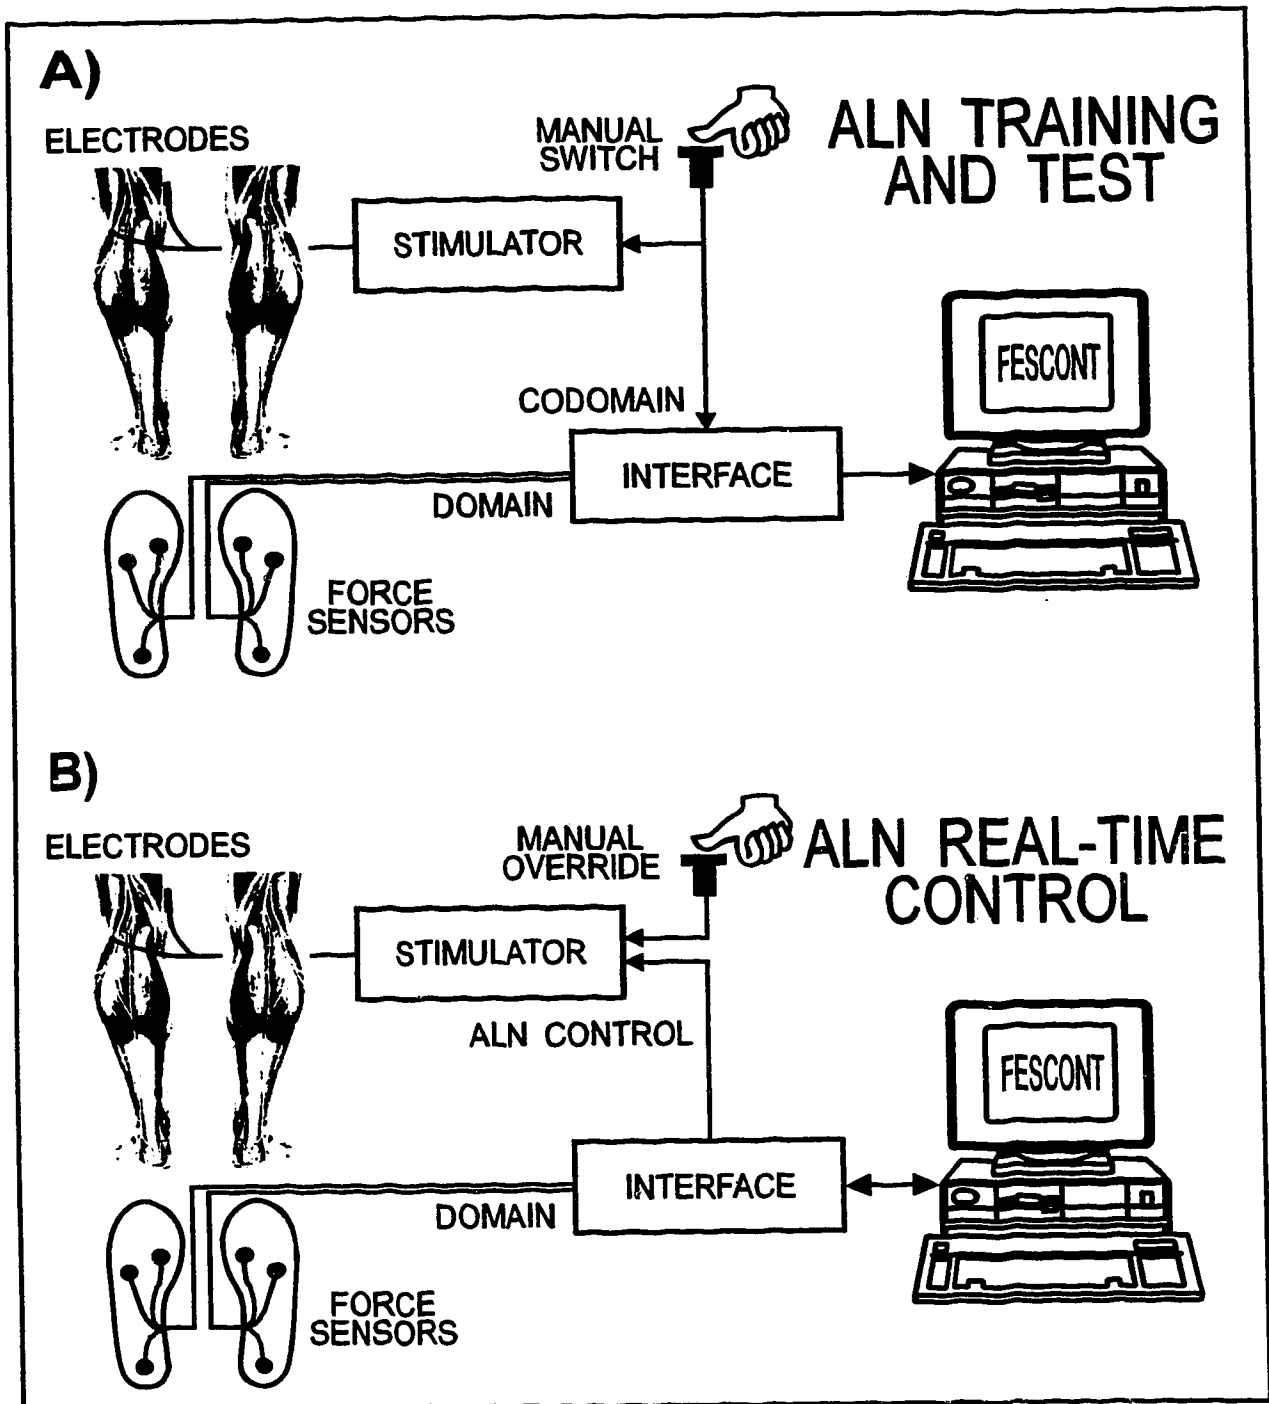 A)
ELECTRODES
MANUAL
SWITCH
ALN TRAINING
AND TEST
STIMULATOR
FESCONT
CODOMAIN
INTERFACE
DOMAIN
FORCE
SENSORS
B)
ELECTRODES
MANUAL
OVERRIDE
ALN REAL-TIME
CONTROL
STIMULATOR
ALN CONTROL
FESCONT
INTERFACE
DOMAIN
FORCE
SENSORS